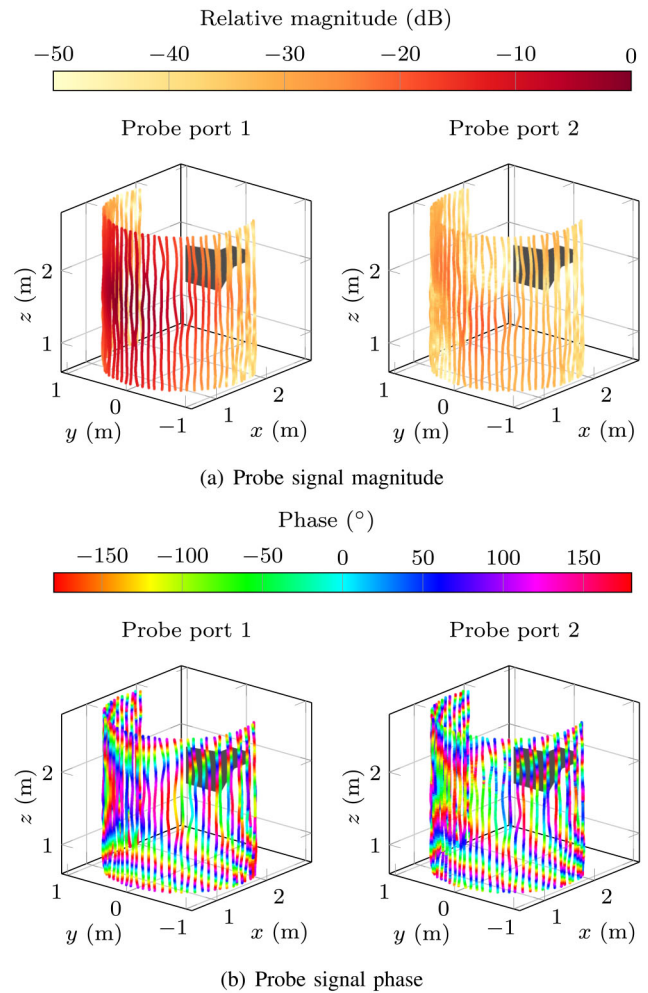 Relative magnitude (dB)
−50 −40 −30 −20 −10 0
Probe port 1 Probe port 2
z (m) 2 1 z (m) 2 1
1 0 −1 1 2 1 0 −1 1 2
y (m) x (m) y (m) x (m)
(a) Probe signal magnitude
Phase (°)
−150 −100 −50 0 50 100 150
Probe port 1 Probe port 2
z (m) 2 1 z (m) 2 1
1 0 −1 1 2 1 0 −1 1 2
y (m) x (m) y (m) x (m)
(b) Probe signal phase